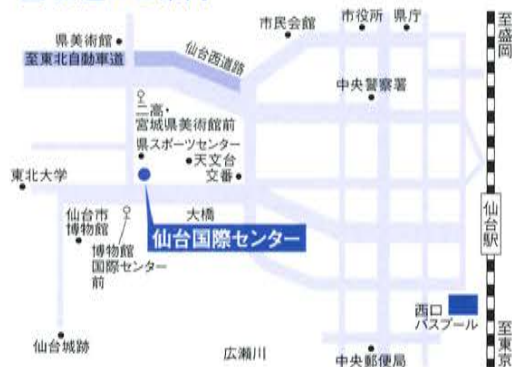 市民会館
市役所
県庁
至盛岡
県美術館
至東北自動車道
仙台西道路
中央警察署
二高・
宮城県美術館前
県スポーツセンター
天文台
交番
東北大学
仙台市
博物館
大橋
仙台国際センター
博物館
国際センター
前
仙台駅
西口
バスプール
仙台城跡
広瀬川
中央郵便局
至東京